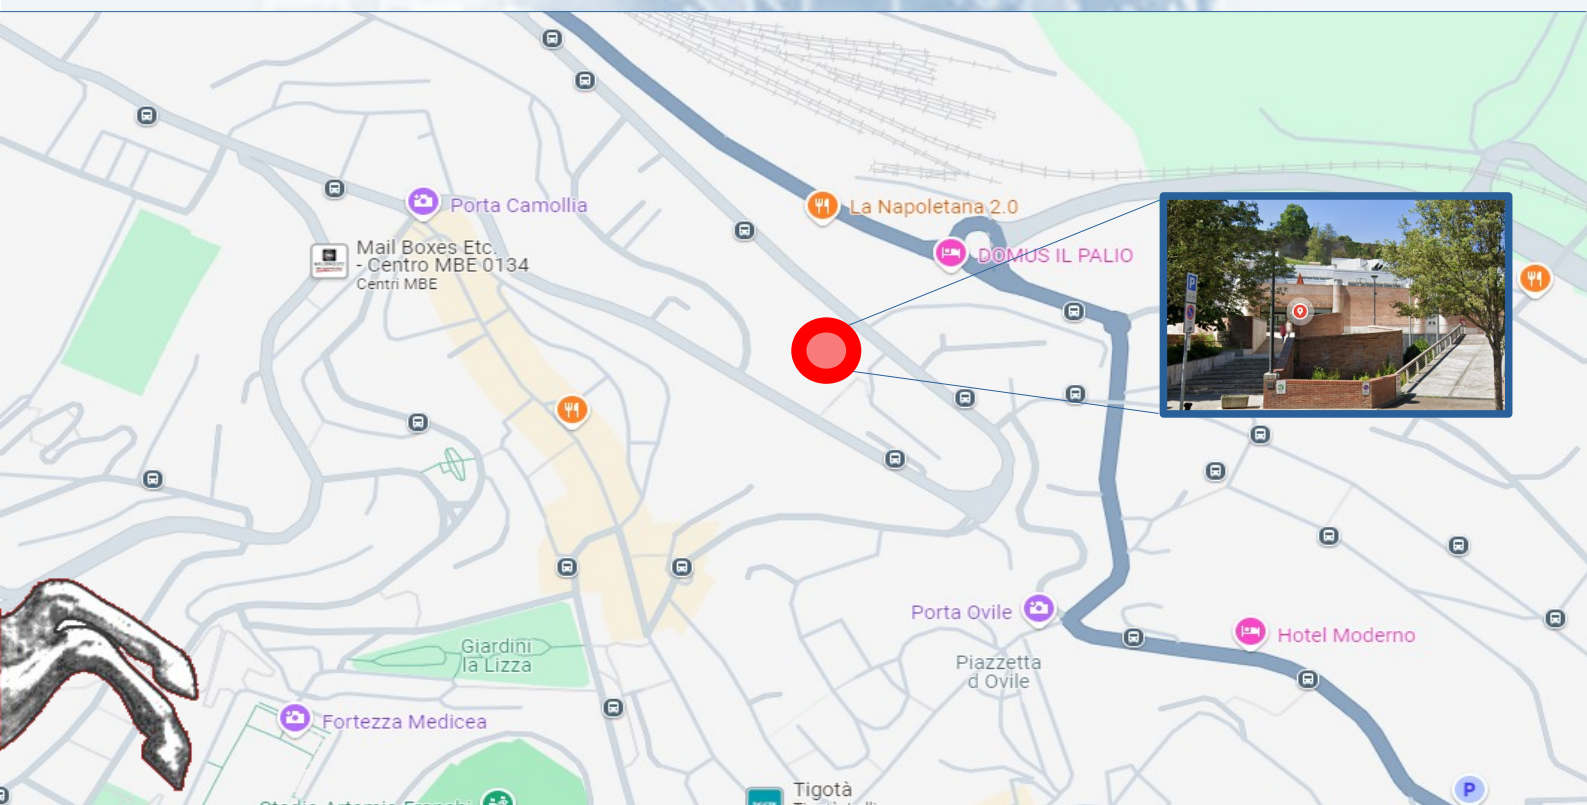 Porta Camollia
La Napoletana 2.0
Mail Boxes Etc.
- Centro MBE 0134
Centri MBE
DOMUS IL PALIO
P
Porta Ovile
Hotel Moderno
Giardini
la Lizza
Piazzetta
d Ovile
Fortezza Medicea
Tigotà
P